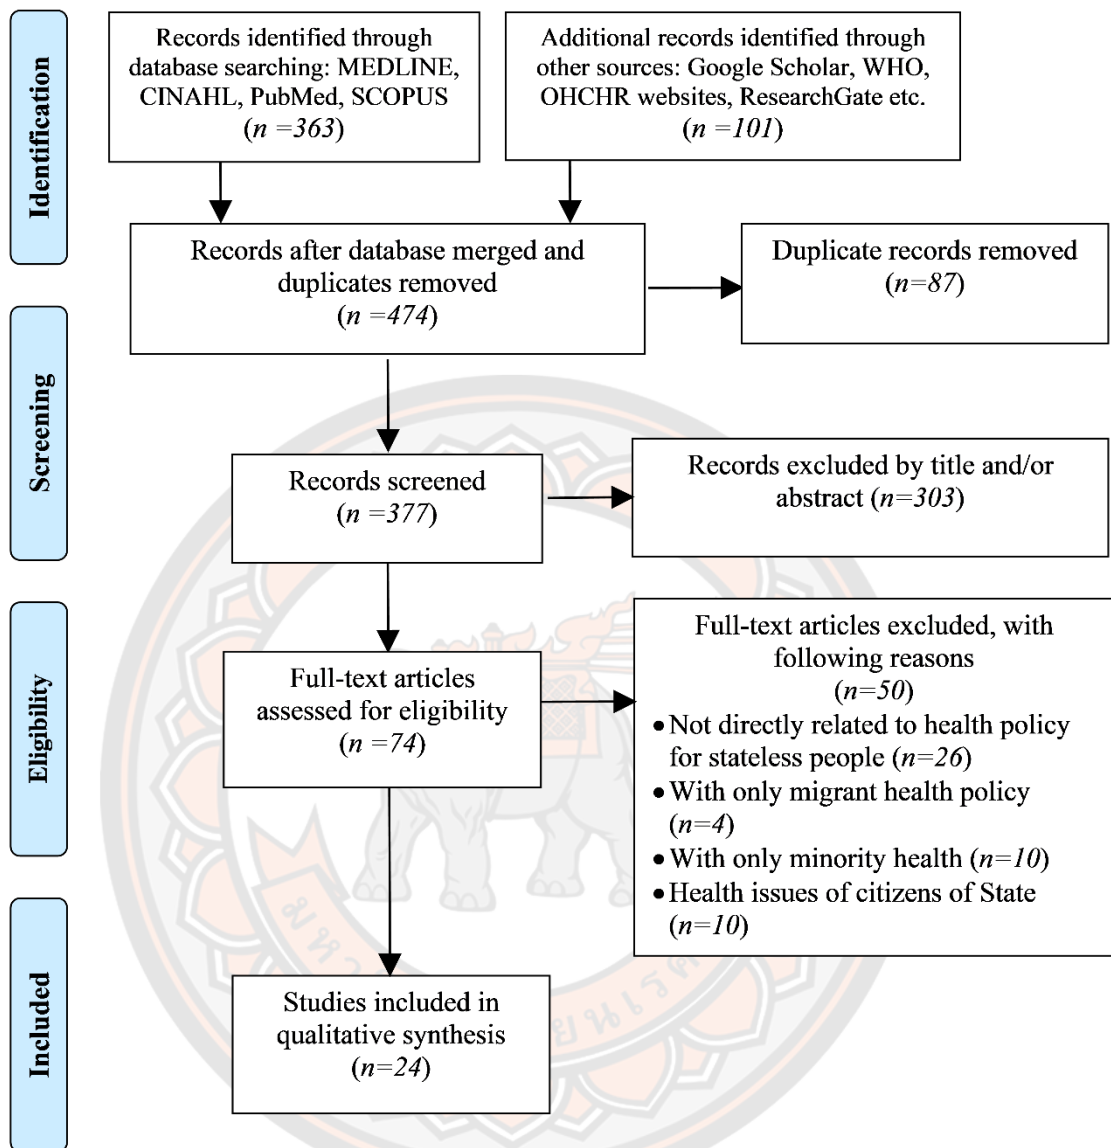 Identification
Records identified through
database searching: MEDLINE,
CINAHL, PubMed, SCOPUS
(n =363)
Additional records identified through
other sources: Google Scholar, WHO,
OHCHR websites, ResearchGate etc.
(n =101)
Records after database merged and
duplicates removed
(n =474)
Duplicate records removed
(n=87)
Screening
Records screened
(n =377)
Records excluded by title and/or
abstract (n=303)
Eligibility
Full-text articles
assessed for eligibility
(n =74)
Full-text articles excluded, with
following reasons
(n=50)
• Not directly related to health policy
for stateless people (n=26)
• With only migrant health policy
(n=4)
• With only minority health (n=10)
• Health issues of citizens of State
(n=10)
Included
Studies included in
qualitative synthesis
(n=24)